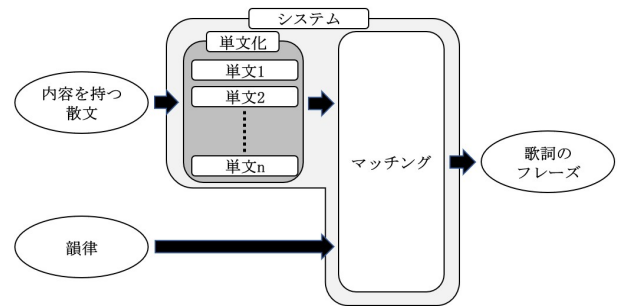 システム
単文化
単文1
単文2
単文n
内容を持つ
散文
マッチング
歌詞の
フレーズ
韻律